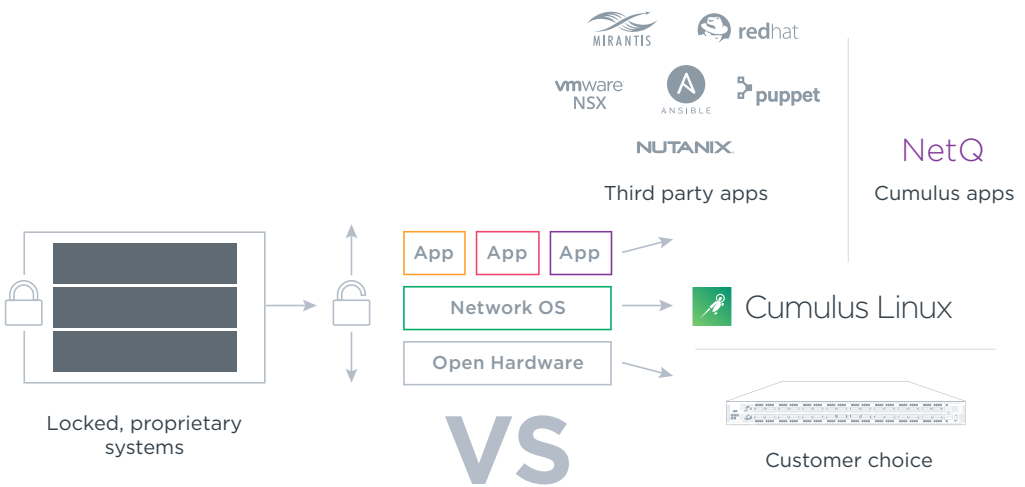 MIRANTIS
redhat
vmware
NSX
ANSIBLE
puppet
NUTANIX
Third party apps
NetQ
Cumulus apps
App
App
App
Network OS
Open Hardware
Cumulus Linux
Locked, proprietary
systems
VS
Customer choice